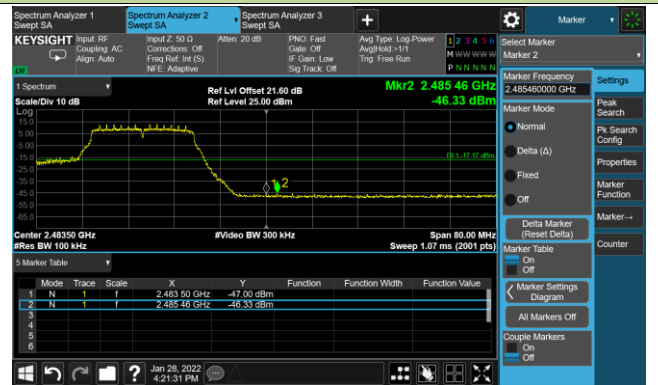 Spectrum Analyzer 1
Swept SA
Spectrum Analyzer 2
Swept SA
Spectrum Analyzer 3
Swept SA
+
Marker
KEYSIGHT
Input: RF
Coupling: AC
Align: Auto
Input Z: 50 Ω
Corrections: Off
Freq Ref: Int (S)
NFE: Adaptive
Atten: 20 dB
PNO: Fast
Gate: Off
IF Gain: Low
Sig Track: Off
Avg Type: Log-Power
Avg|Hold:>1/1
Trig: Free Run
1 2 3 4 5 6
M W W W W W
P N N N N N
Select Marker
Marker 2
1 Spectrum
Scale/Div 10 dB
Log
Ref Lvl Offset 21.60 dB
Ref Level 25.00 dBm
Mkr2 2.485 46 GHz
-46.33 dBm
15.0
5.00
-5.00
-15.0
-25.0
-35.0
-45.0
-55.0
-65.0
DL1 -17.17 dBm
1 2
Center 2.48350 GHz
#Res BW 100 kHz
#Video BW 300 kHz
Span 80.00 MHz
Sweep 1.07 ms (2001 pts)
5 Marker Table
Mode Trace Scale X Y Function Function Width Function Value
1 N 1 f 2.483 50 GHz -47.00 dBm
2 N 1 f 2.485 46 GHz -46.33 dBm
3
4
5
6
Marker Frequency
2.485460000 GHz
Marker Mode
Normal
Delta (Δ)
Fixed
Off
Delta Marker
(Reset Delta)
Marker Table
On
Off
Marker Settings
Diagram
All Markers Off
Couple Markers
On
Off
Settings
Peak
Search
Pk Search
Config
Properties
Marker
Function
Marker→
Counter
?
Jan 28, 2022
4:21:31 PM